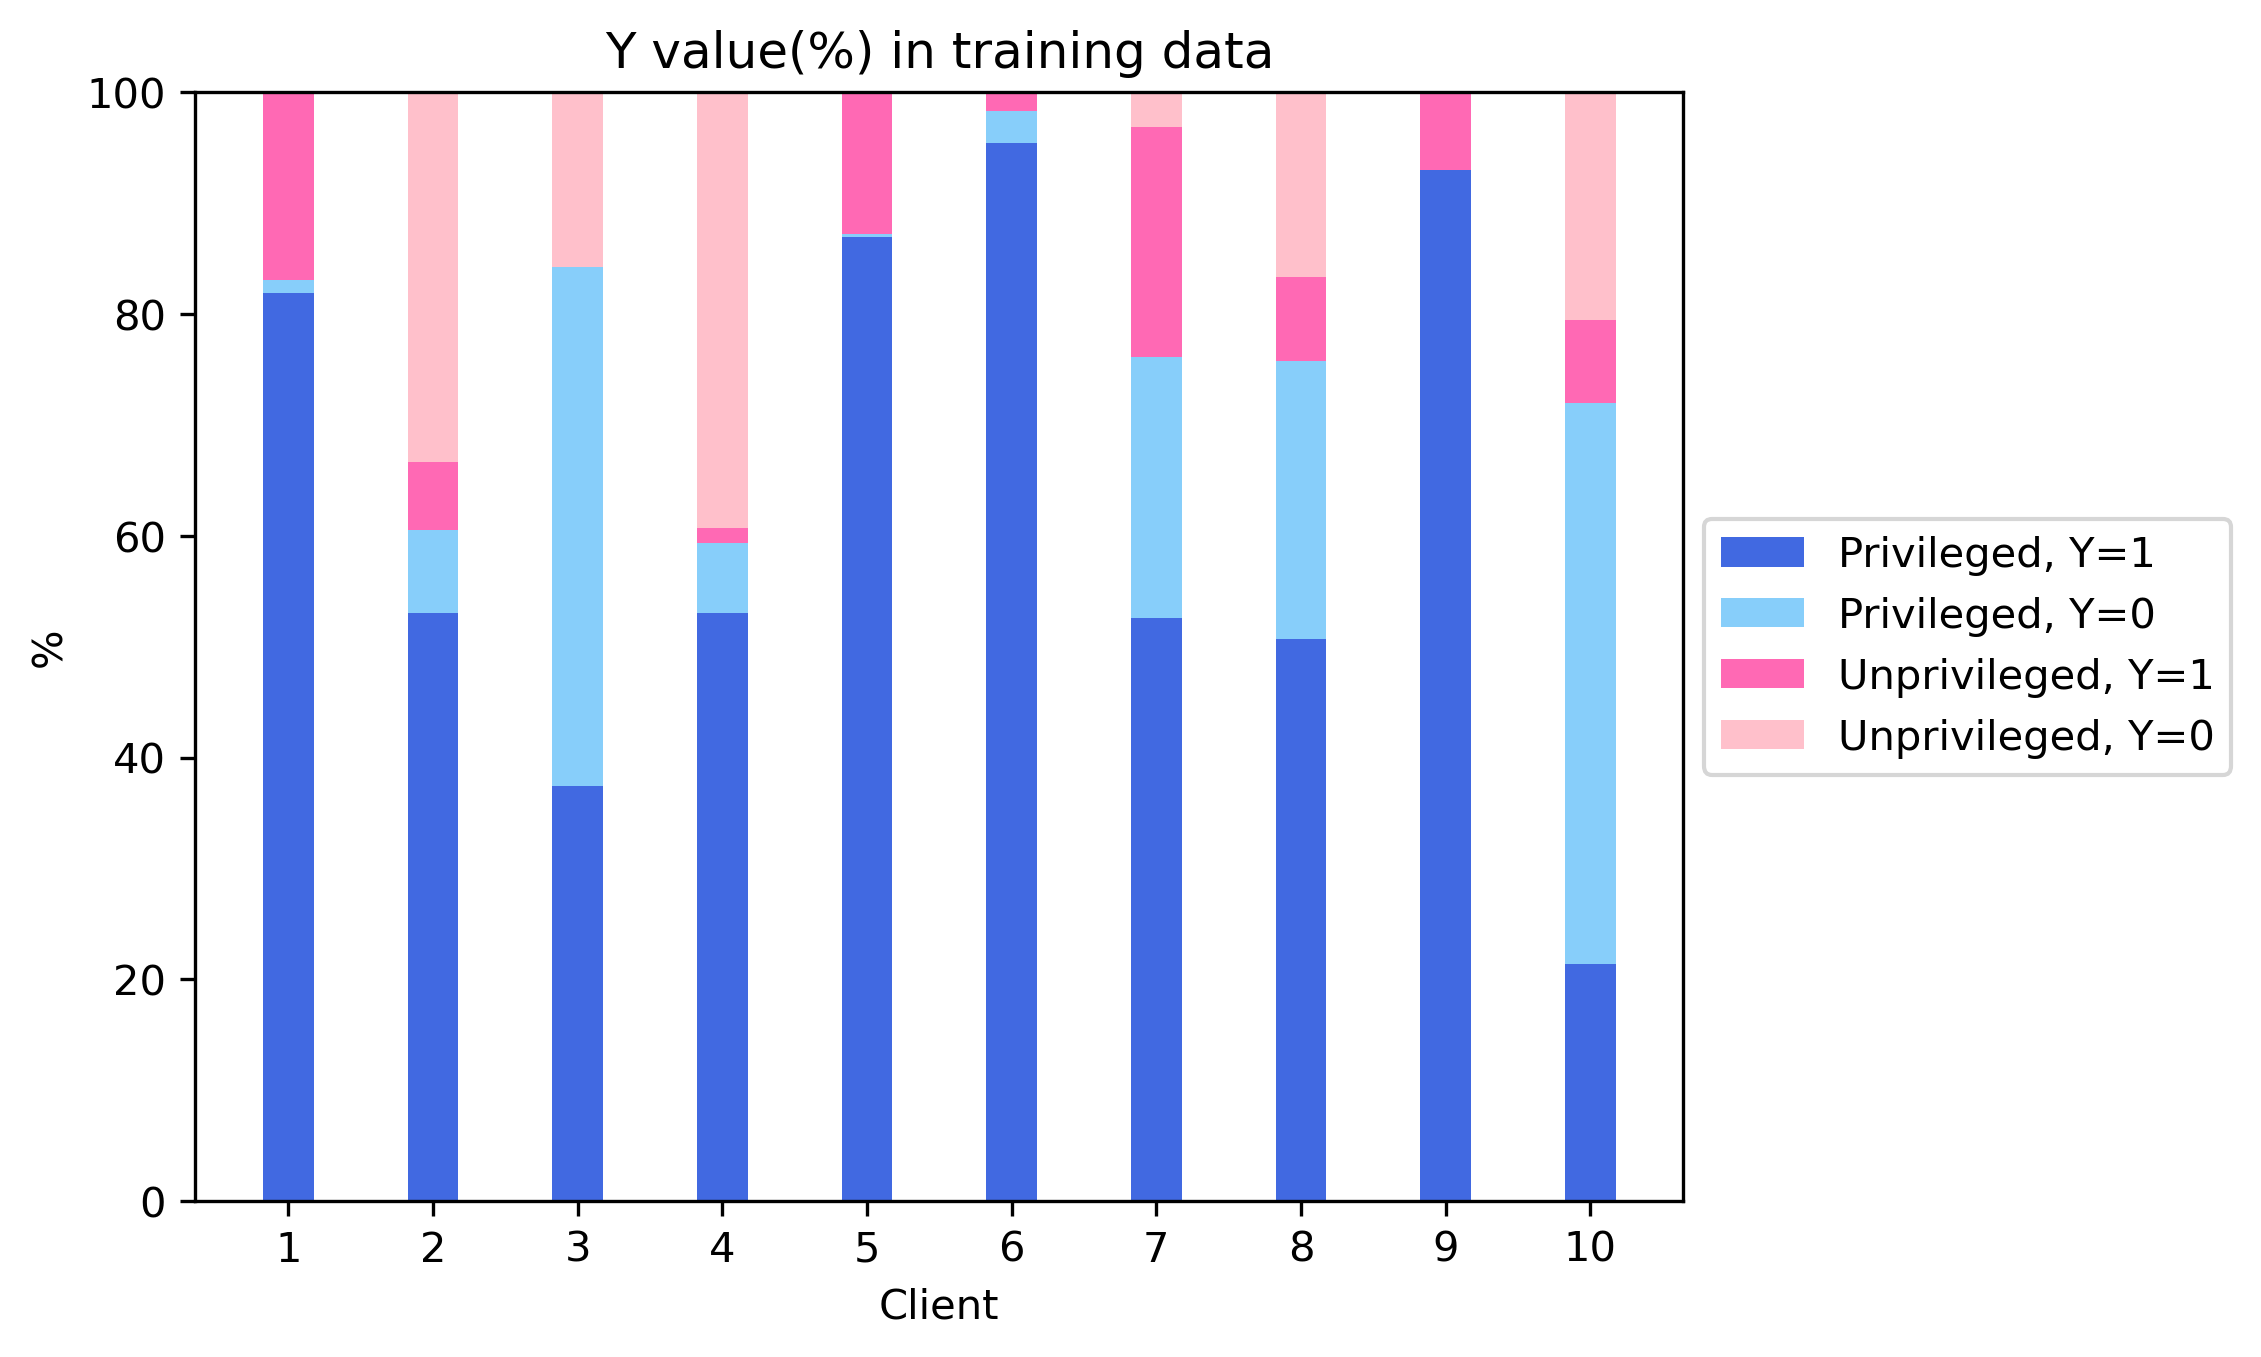 Y value(%) in training data
100
80
60
40
20
0
%
1 2 3 4 5 6 7 8 9 10
Client
Privileged, Y=1
Privileged, Y=0
Unprivileged, Y=1
Unprivileged, Y=0